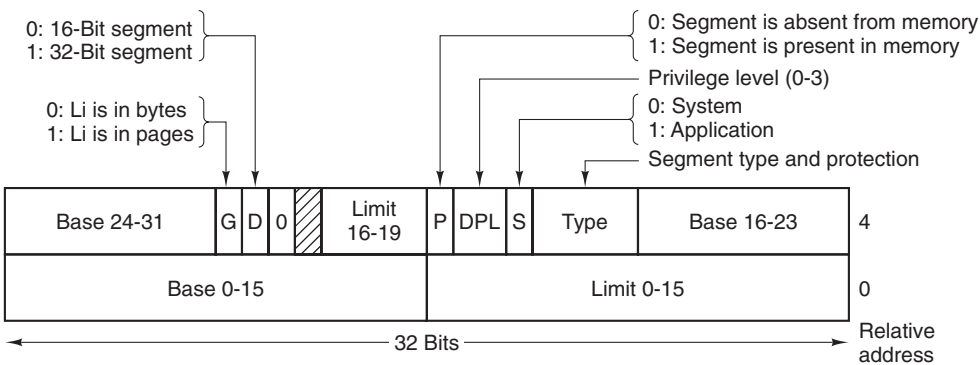 0: 16-Bit segment
1: 32-Bit segment
0: Li is in bytes
1: Li is in pages
0: Segment is absent from memory
1: Segment is present in memory
Privilege level (0-3)
0: System
1: Application
Segment type and protection
Base 24-31
G
D
0
Limit
16-19
P
DPL
S
Type
Base 16-23
4
Base 0-15
Limit 0-15
0
32 Bits
Relative
address